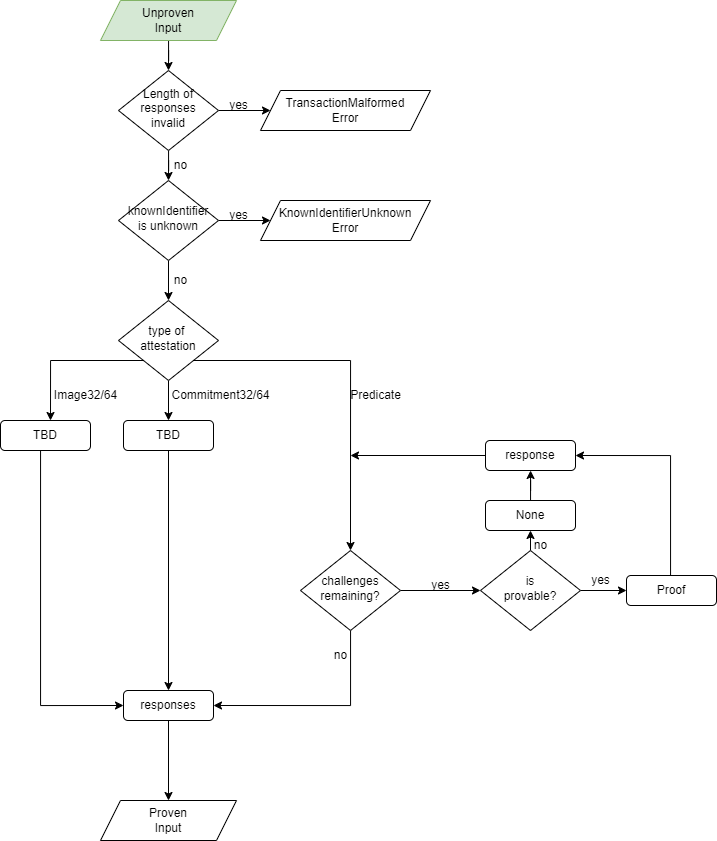 Unproven
Input
Length of
responses
invalid
yes
TransactionMalformed
Error
no
knownIdentifier
is unknown
yes
KnownIdentifierUnknown
Error
no
type of
attestation
Image32/64
Commitment32/64
Predicate
TBD
TBD
response
None
no
challenges
remaining?
yes
is
provable?
yes
Proof
no
responses
Proven
Input